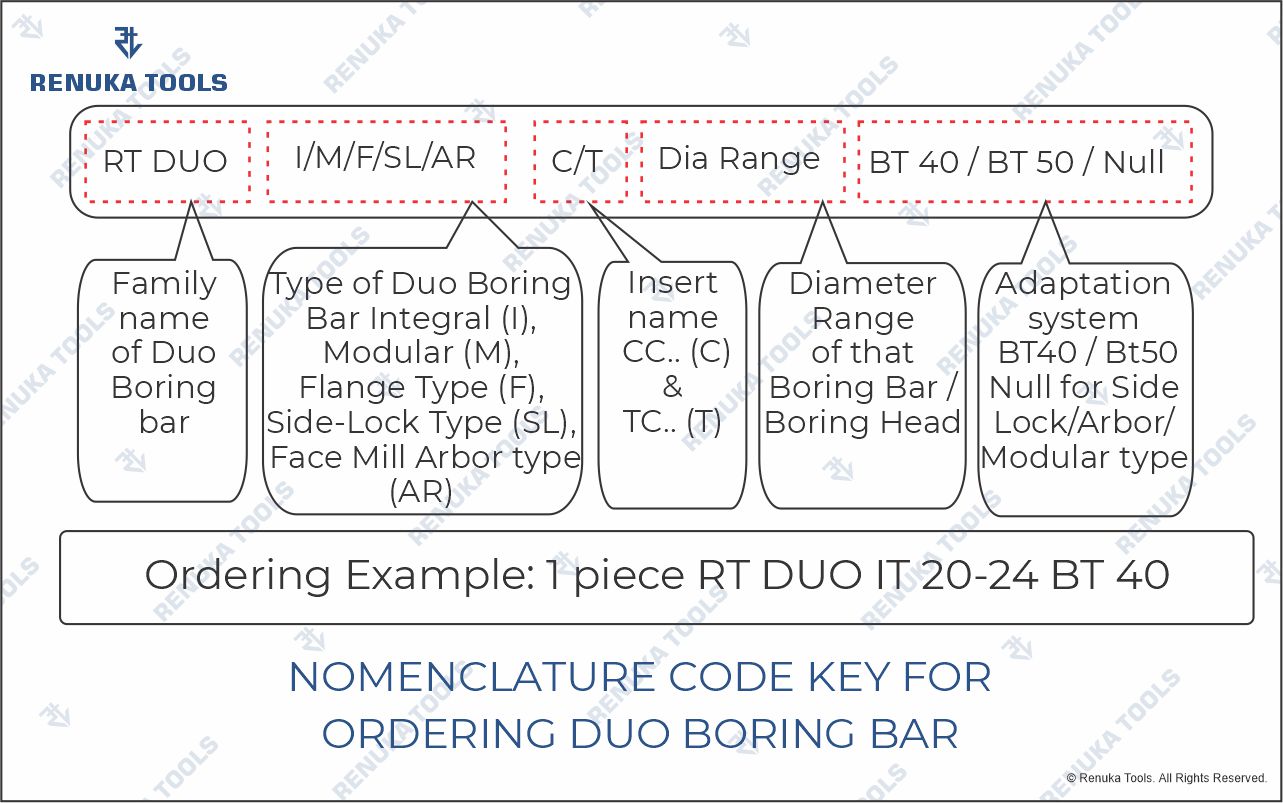 RENUKA TOOLS
RT DUO
I/M/F/SL/AR
C/T
Dia Range
BT 40 / BT 50 / Null
Family
name
of Duo
Boring
bar
Type of Duo Boring
Bar Integral (I),
Modular (M),
Flange Type (F),
Side-Lock Type (SL),
Face Mill Arbor type
(AR)
Insert
name
CC.. (C)
&
TC.. (T)
Diameter
Range
of that
Boring Bar /
Boring Head
Adaptation
system
BT40 / Bt50
Null for Side
Lock/Arbor/
Modular type
Ordering Example: 1 piece RT DUO IT 20-24 BT 40
NOMENCLATURE CODE KEY FOR
ORDERING DUO BORING BAR
© Renuka Tools. All Rights Reserved.